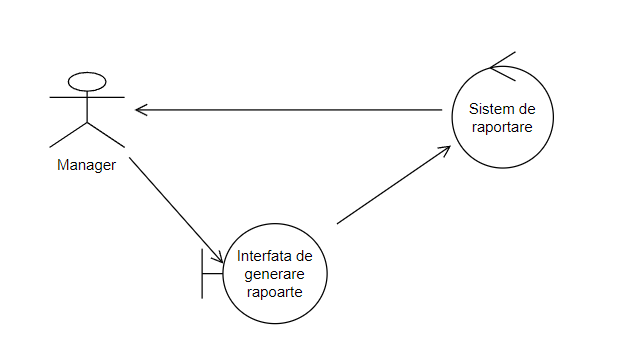 Sistem de
raportare
Manager
Interfata de
generare
rapoarte